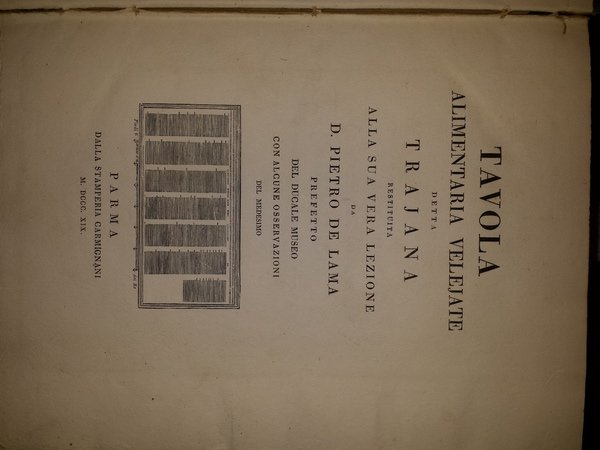 TAVOLA
ALIMENTARIA VELEJATE
DETTA
TRAJANA
RESTITUITA
ALLA SUA VERA LEZIONE
DA
D. PIETRO DE LAMA
PREFETTO
DEL DUCALE MUSEO
CON ALCUNE OSSERVAZIONI
DEL MEDESIMO
PARMA
DALLA STAMPERIA CARMIGNANI
M. DCCC. XIX.